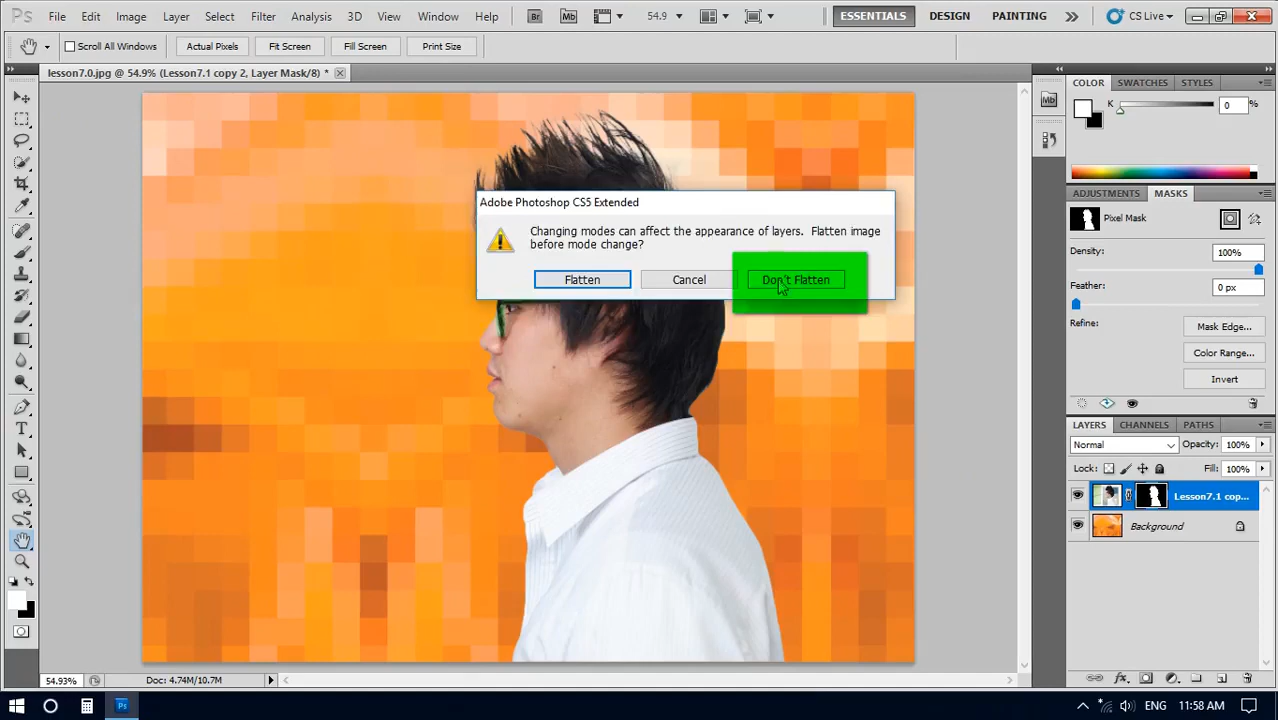 Ps File Edit Image Layer Select Filter Analysis 3D View Window Help Br Mb 54.9 ESSENTIALS DESIGN PAINTING CS Live
Scroll All Windows Actual Pixels Fit Screen Fill Screen Print Size
lesson7.0.jpg @ 54.9% (Lesson7.1 copy 2, Layer Mask/8) *
COLOR SWATCHES STYLES
Mb
K 0 %
ADJUSTMENTS MASKS
Pixel Mask
Density: 100%
Feather: 0 px
Refine: Mask Edge...
Color Range...
Invert
Adobe Photoshop CS5 Extended
Changing modes can affect the appearance of layers. Flatten image
before mode change?
Flatten Cancel Don't Flatten
LAYERS CHANNELS PATHS
Normal Opacity: 100%
Lock: Fill: 100%
Lesson7.1 cop...
Background
T
fx
54.93% Doc: 4.74M/10.7M
Ps ENG 11:58 AM